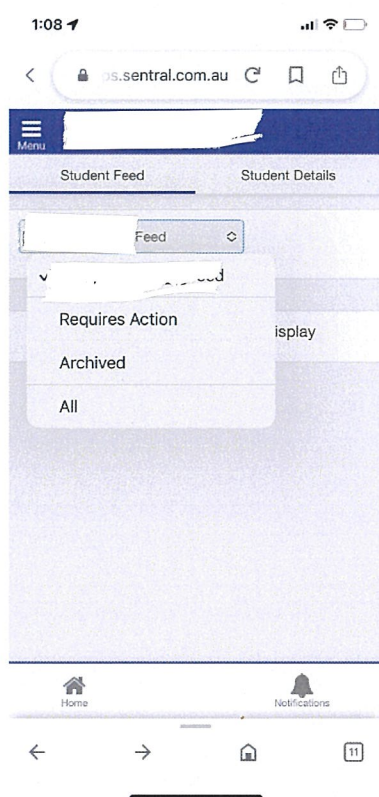 1:08
ps.sentral.com.au
Menu
Student Feed
Student Details
Feed
Requires Action
isplay
Archived
All
Home
Notifications
11